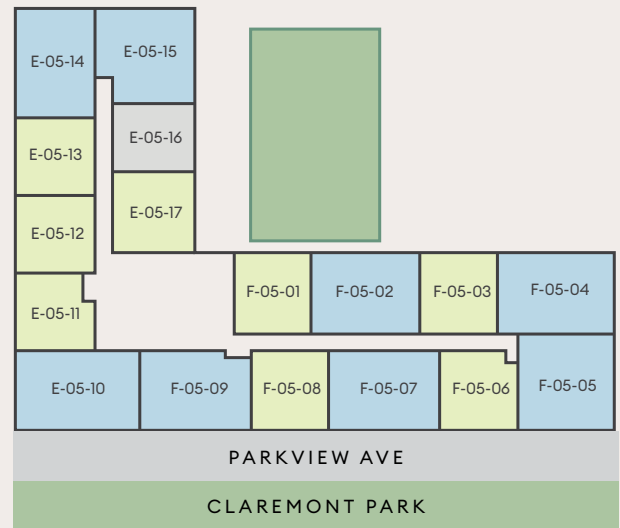 E-05-14
E-05-15
E-05-16
E-05-13
E-05-17
E-05-12
E-05-11
F-05-01
F-05-02
F-05-03
F-05-04
E-05-10
F-05-09
F-05-08
F-05-07
F-05-06
F-05-05
PARKVIEW AVE
CLAREMONT PARK